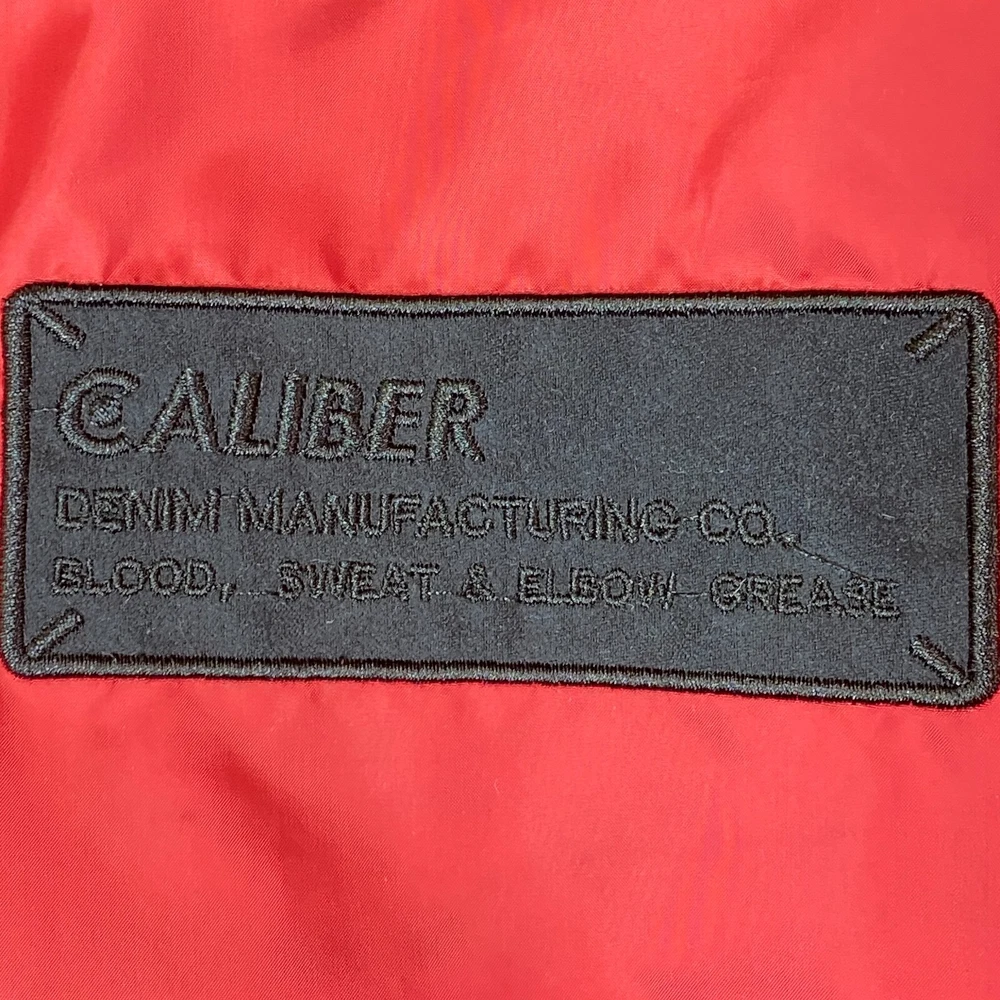 CALIBER
DENIM MANUFACTURING CO.,
BLOOD, SWEAT & ELBOW GREASE